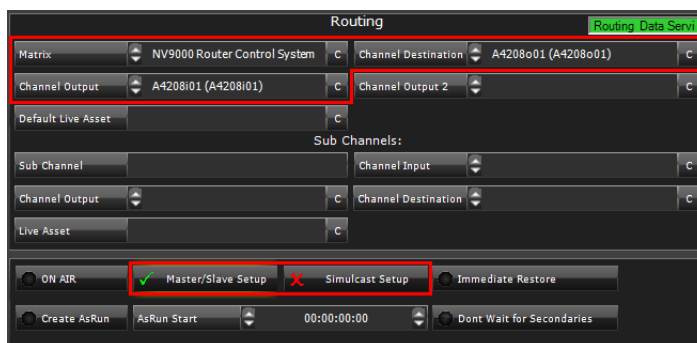 Routing
Routing Data Servi
Matrix NV9000 Router Control System C Channel Destination A4208o01 (A4208o01) C
Channel Output A4208i01 (A4208i01) C Channel Output 2 C
Default Live Asset C
Sub Channels:
Sub Channel Channel Input C
Channel Output C Channel Destination C
Live Asset C
ON AIR Master/Slave Setup Simulcast Setup Immediate Restore
Create AsRun AsRun Start 00:00:00:00 Dont Wait for Secondaries